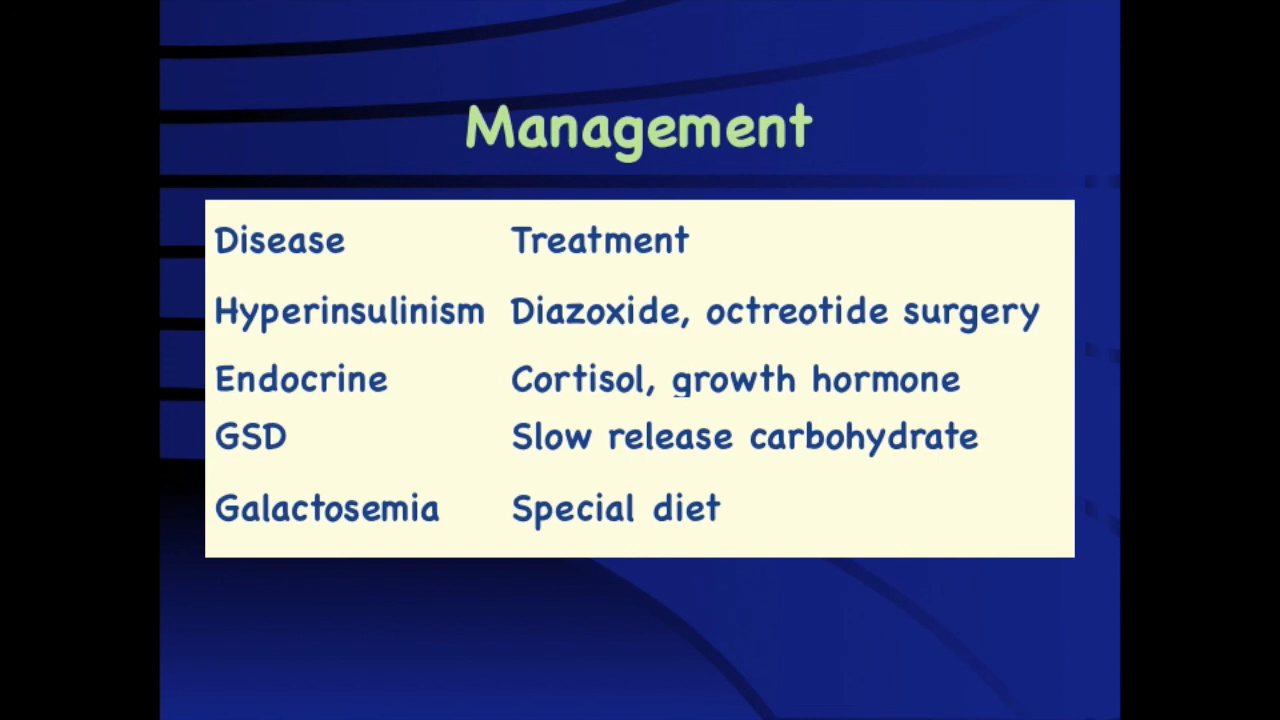 Management
Disease Treatment
Hyperinsulinism Diazoxide, octreotide surgery
Endocrine Cortisol, growth hormone
GSD Slow release carbohydrate
Galactosemia Special diet